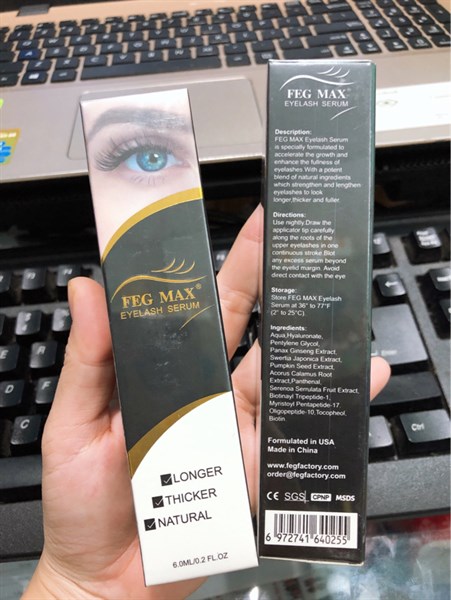 FEG MAX®
EYELASH SERUM
LONGER
THICKER
NATURAL
6.0ML/0.2 FL.OZ
FEG MAX®
EYELASH SERUM
Description:
FEG MAX Eyelash Serum
is specially formulated to
accelerate the growth and
enhance the fullness of
eyelashes.With a potent
blend of natural ingredients
which strengthen and lengthen
eyelashes to look
longer,thicker and fuller.
Directions:
Use nightly.Draw the
applicator tip carefully
along the roots of the
upper eyelashes in one
continuous stroke.Blot
any excess serum beyond
the eyelid margin. Avoid
direct contact with the eye
Storage:
Store FEG MAX Eyelash
Serum at 36° to 77°F
(2° to 25°C).
Ingredients:
Aqua,Hyaluronate,
Pentylene Glycol,
Panax Ginseng Extract,
Swertia Japonica Extract,
Pumpkin Seed Extract,
Acorus Calamus Root
Extract,Panthenol,
Serenoa Serrulata Fruit Extract,
Biotinayl Tripeptide-1,
Myristoyl Pentapeptide-17,
Oligopeptide-10,Tocopheol,
Biotin
Formulated in USA
Made in China
www.fegfactory.com
order@fegfactory.com
CE SGS CPNP MSDS
6 972741 640255
Ctrl
End